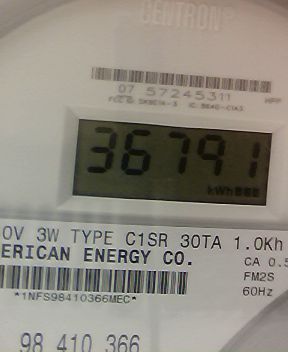 CENTRON®
07 57245311
36791
kWh
0V 3W TYPE C1SR 30TA 1.0Kh
ERICAN ENERGY CO.
CA 0.5
FM2S
*1NFS98410366MEC*
60Hz
98 410 366